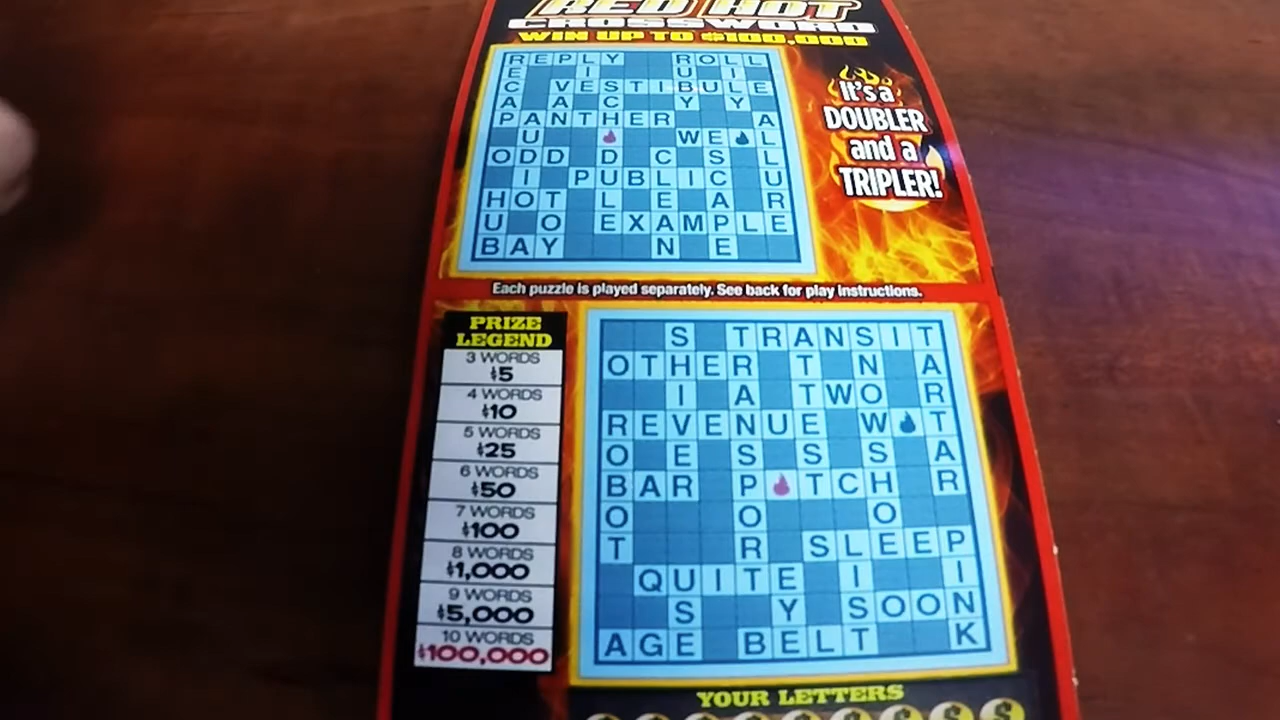 RED HOT
CROSSWORD
WIN UP TO $100,000
REPLY ROLL
E I U I
C VESTIBULE
A A C Y Y
PANTHER A
U WE L
ODD D C S L
I PUBLIC U
HOT L E A R
U O EXAMPLE
BAY N E
It's a
DOUBLER
and a
TRIPLER!
Each puzzle is played separately. See back for play instructions.
PRIZE
LEGEND
3 WORDS
$5
4 WORDS
$10
5 WORDS
$25
6 WORDS
$50
7 WORDS
$100
8 WORDS
$1,000
9 WORDS
$5,000
10 WORDS
$100,000
S TRANSIT
OTHER T N A
I A TWO R
REVENUE W T
O E S S S A
BAR P TCH R
O O O
T R SLEEP
QUITE I I
S Y SOON
AGE BELT K
YOUR LETTERS
$ $